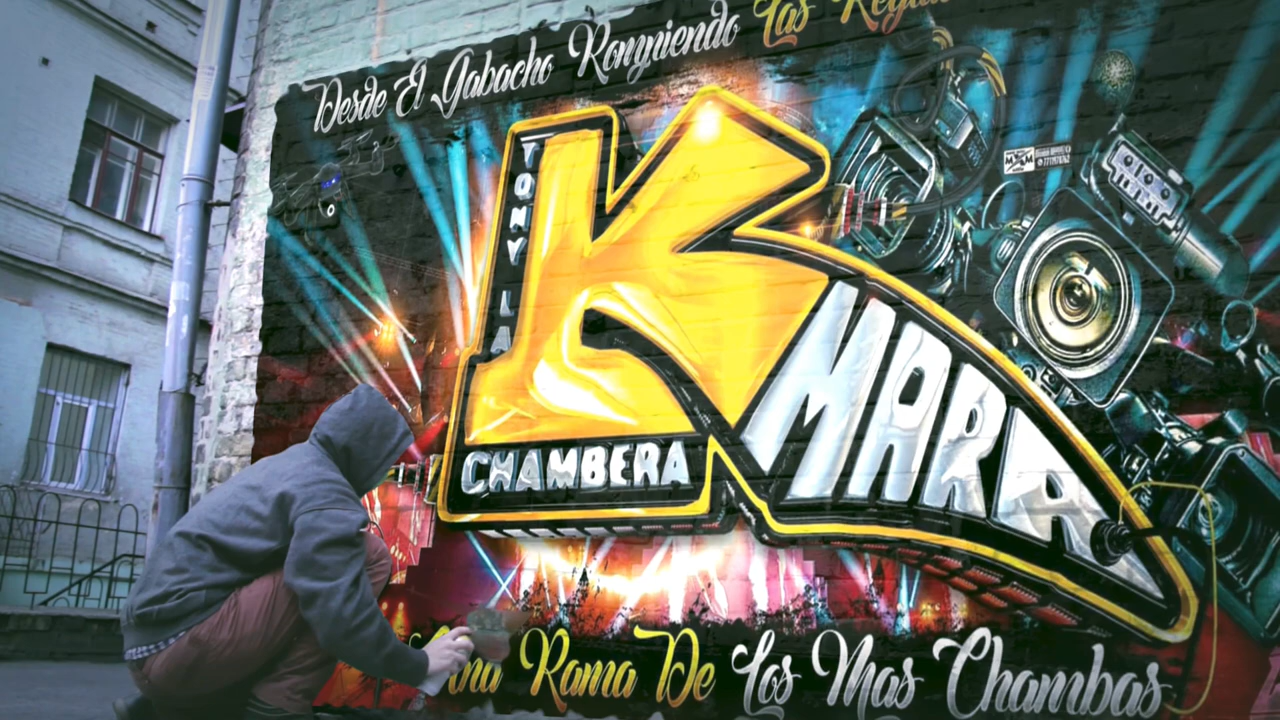 Desde El Gabacho Rompiendo Las
TONY LA
CHAMBERA
K
MARA
Rama De Los Mas Chambas